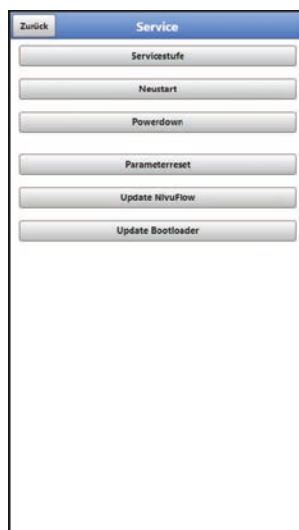 Zurück
Service
Servicestufe
Neustart
Powerdown
Parameterreset
Update NivuFlow
Update Bootloader